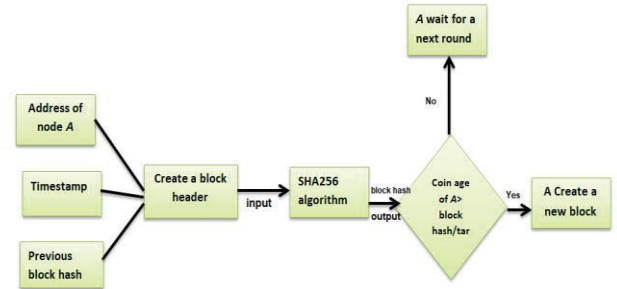 A wait for a
next round
No
Address of
node A
Timestamp
Previous
block hash
Create a block
header
input
SHA256
algorithm
block hash
output
Coin age
of A>
block
hash/tar
Yes
A Create a
new block